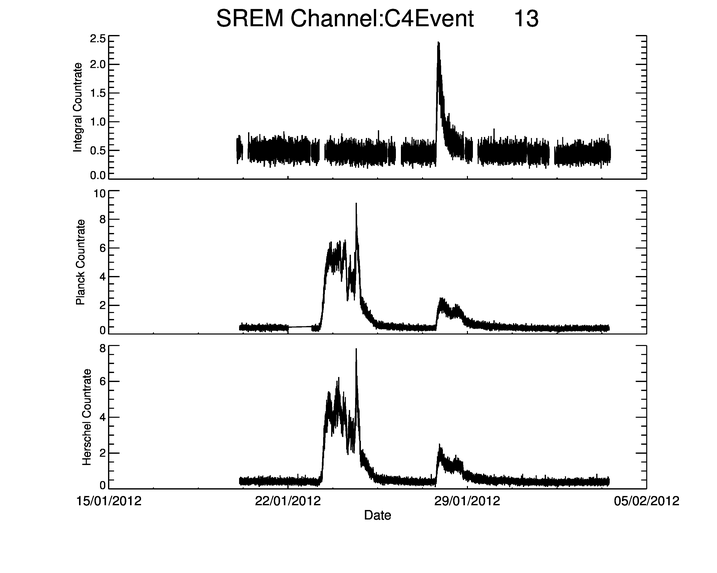 SREM Channel:C4Event 13
Integral Countrate
2.5
2.0
1.5
1.0
0.5
0.0
Planck Countrate
10
8
6
4
2
0
Herschel Countrate
8
6
4
2
0
15/01/2012 22/01/2012 29/01/2012 05/02/2012
Date